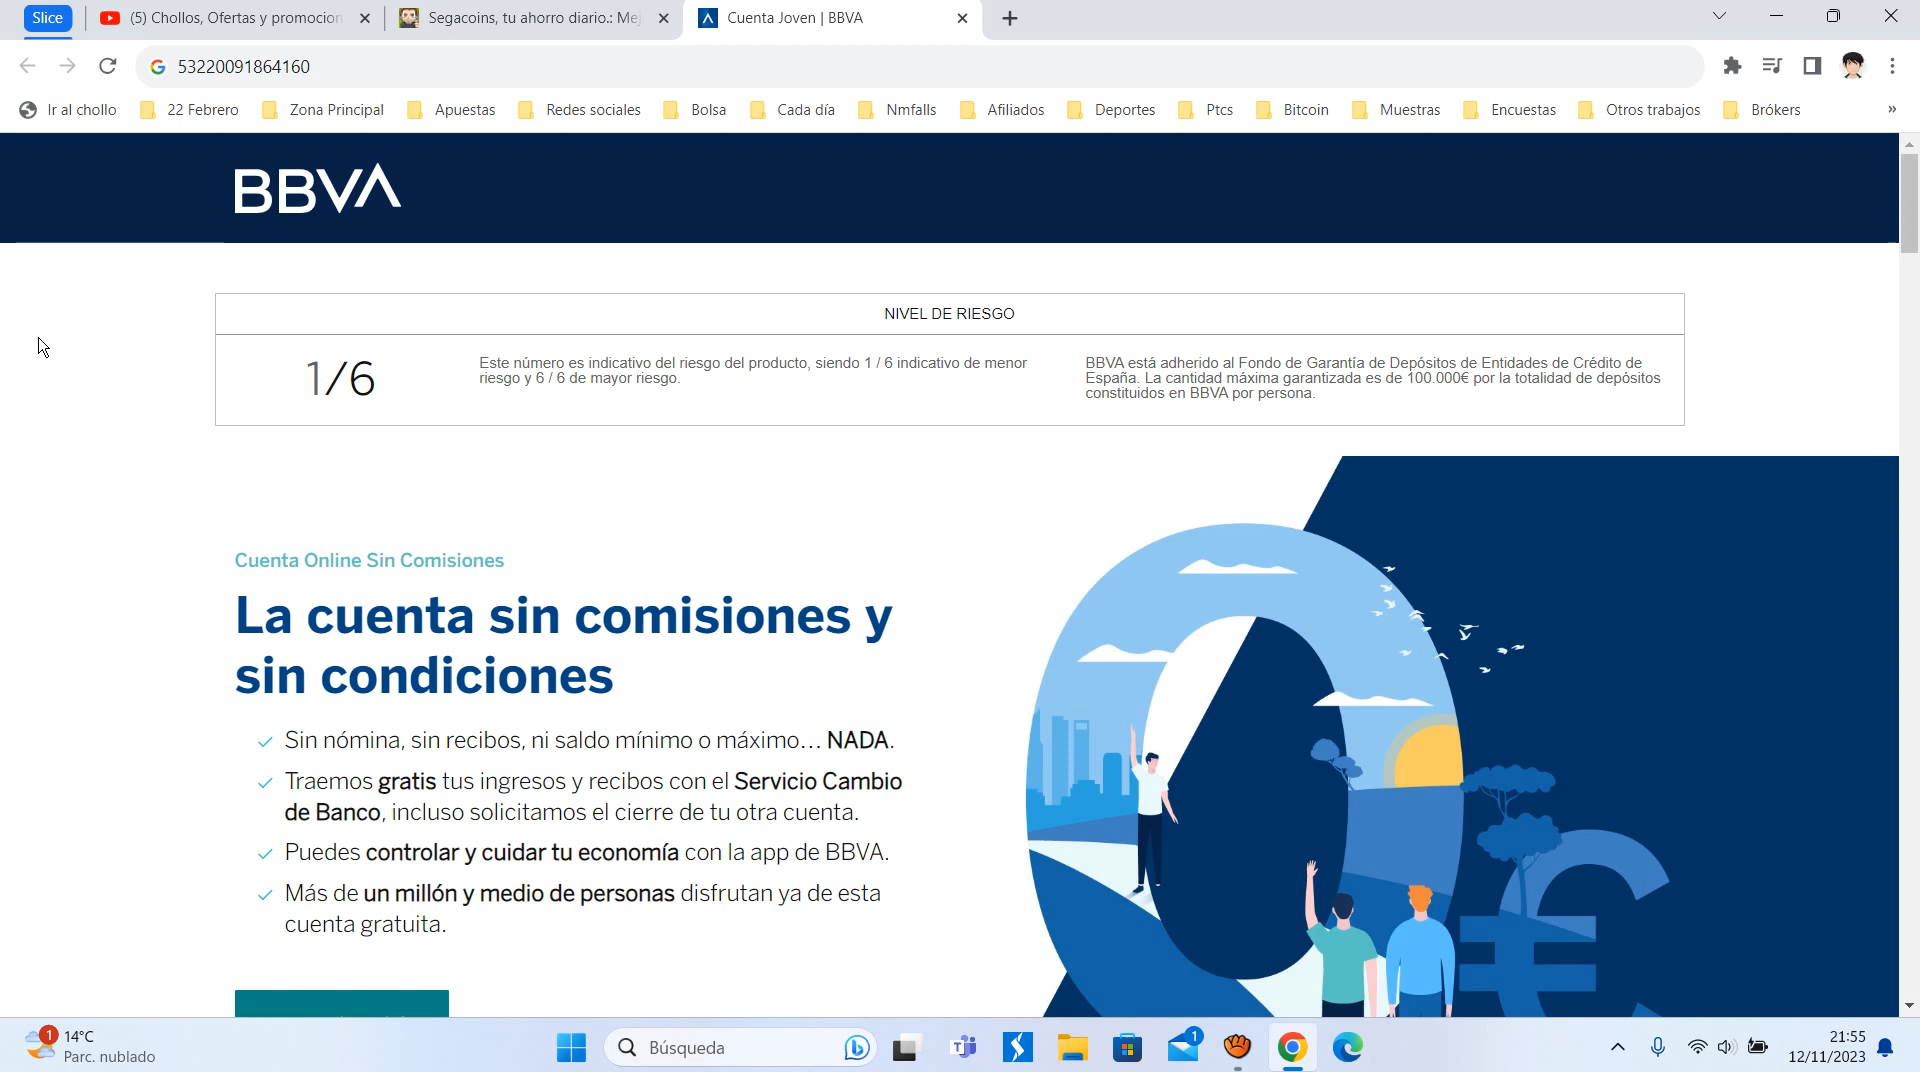 Slice
(5) Chollos, Ofertas y promocion
Segacoins, tu ahorro diario.: Mej
Cuenta Joven | BBVA
53220091864160
Ir al chollo
22 Febrero
Zona Principal
Apuestas
Redes sociales
Bolsa
Cada día
Nmfalls
Afiliados
Deportes
Ptcs
Bitcoin
Muestras
Encuestas
Otros trabajos
Brókers
»
BBVA
NIVEL DE RIESGO
1/6
Este número es indicativo del riesgo del producto, siendo 1 / 6 indicativo de menor
riesgo y 6 / 6 de mayor riesgo.
BBVA está adherido al Fondo de Garantía de Depósitos de Entidades de Crédito de
España. La cantidad máxima garantizada es de 100.000€ por la totalidad de depósitos
constituidos en BBVA por persona.
Cuenta Online Sin Comisiones
La cuenta sin comisiones y
sin condiciones
Sin nómina, sin recibos, ni saldo mínimo o máximo... NADA.
Traemos gratis tus ingresos y recibos con el Servicio Cambio
de Banco, incluso solicitamos el cierre de tu otra cuenta.
Puedes controlar y cuidar tu economía con la app de BBVA.
Más de un millón y medio de personas disfrutan ya de esta
cuenta gratuita.
€
1
14°C
Parc. nublado
Búsqueda
1
21:55
12/11/2023